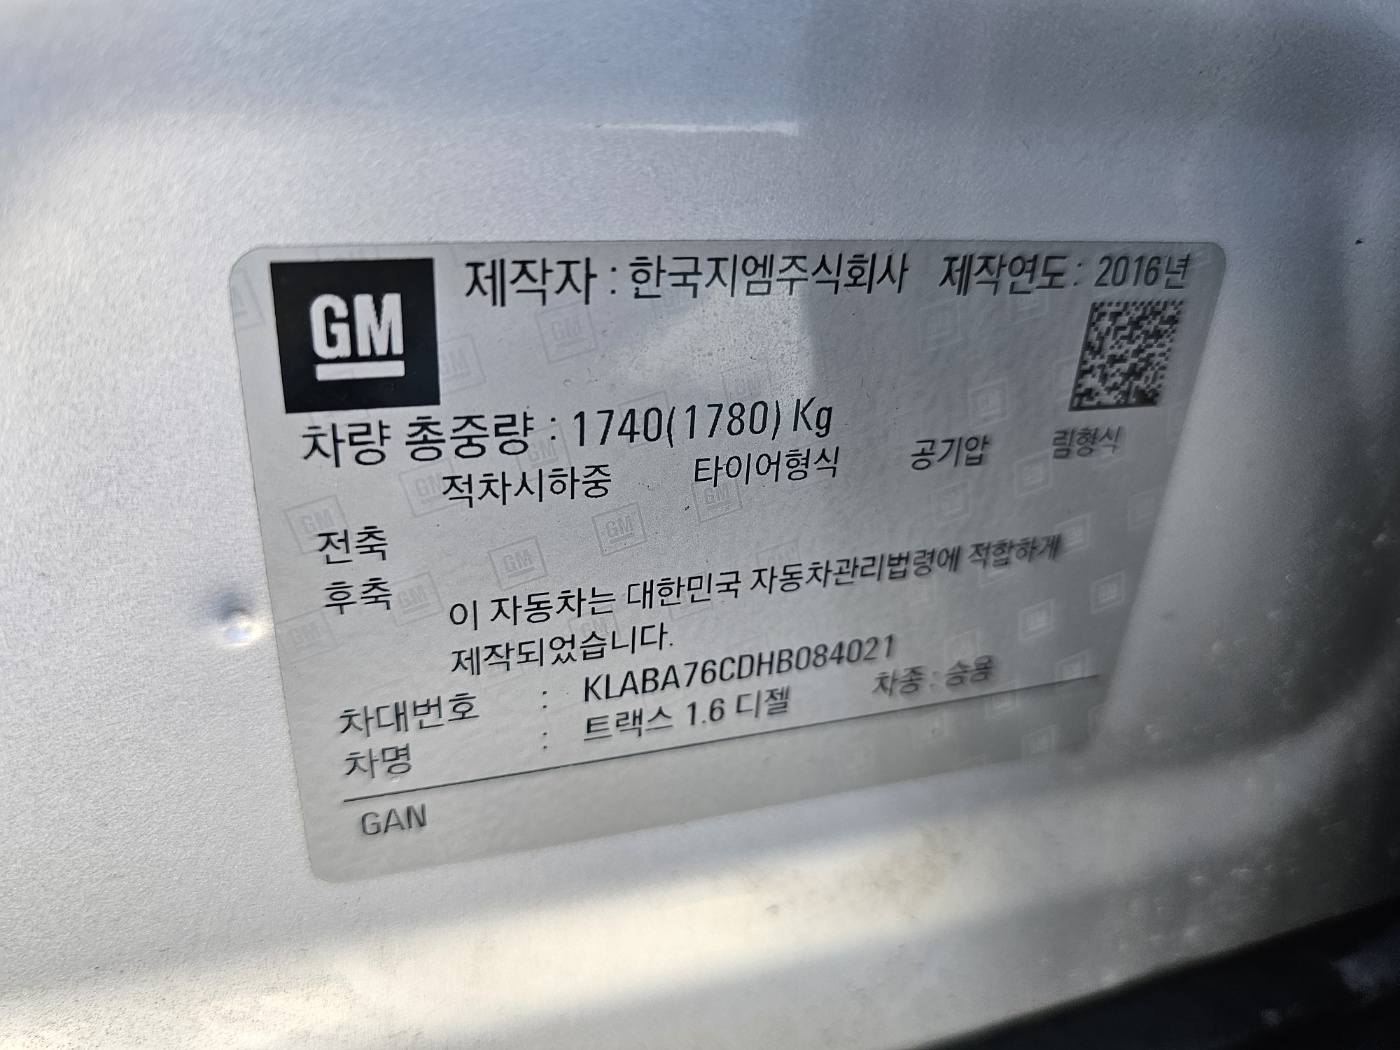 GM
제작자 : 한국지엠주식회사 제작연도 : 2016년
차량 총중량 : 1740(1780) Kg
적차시하중 타이어형식 공기압 림형식
전축
후축
이 자동차는 대한민국 자동차관리법령에 적합하게
제작되었습니다.
차대번호 : KLABA76CDHB084021
차명 : 트랙스 1.6 디젤 차종 : 승용
GAN